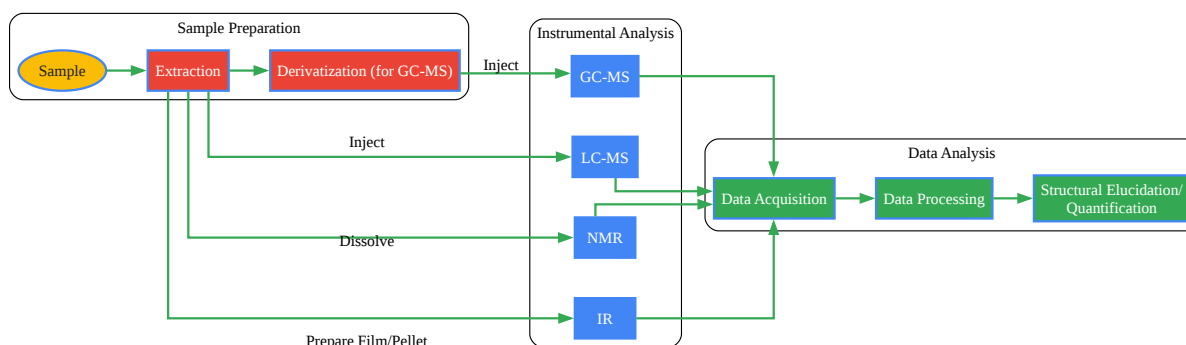 Sample Preparation
Instrumental Analysis
Sample
Extraction
Derivatization (for GC-MS)
Inject
GC-MS
Inject
LC-MS
Data Analysis
Data Acquisition
Data Processing
Structural Elucidation/
Quantification
Dissolve
NMR
IR
Prepare Film/Pellet